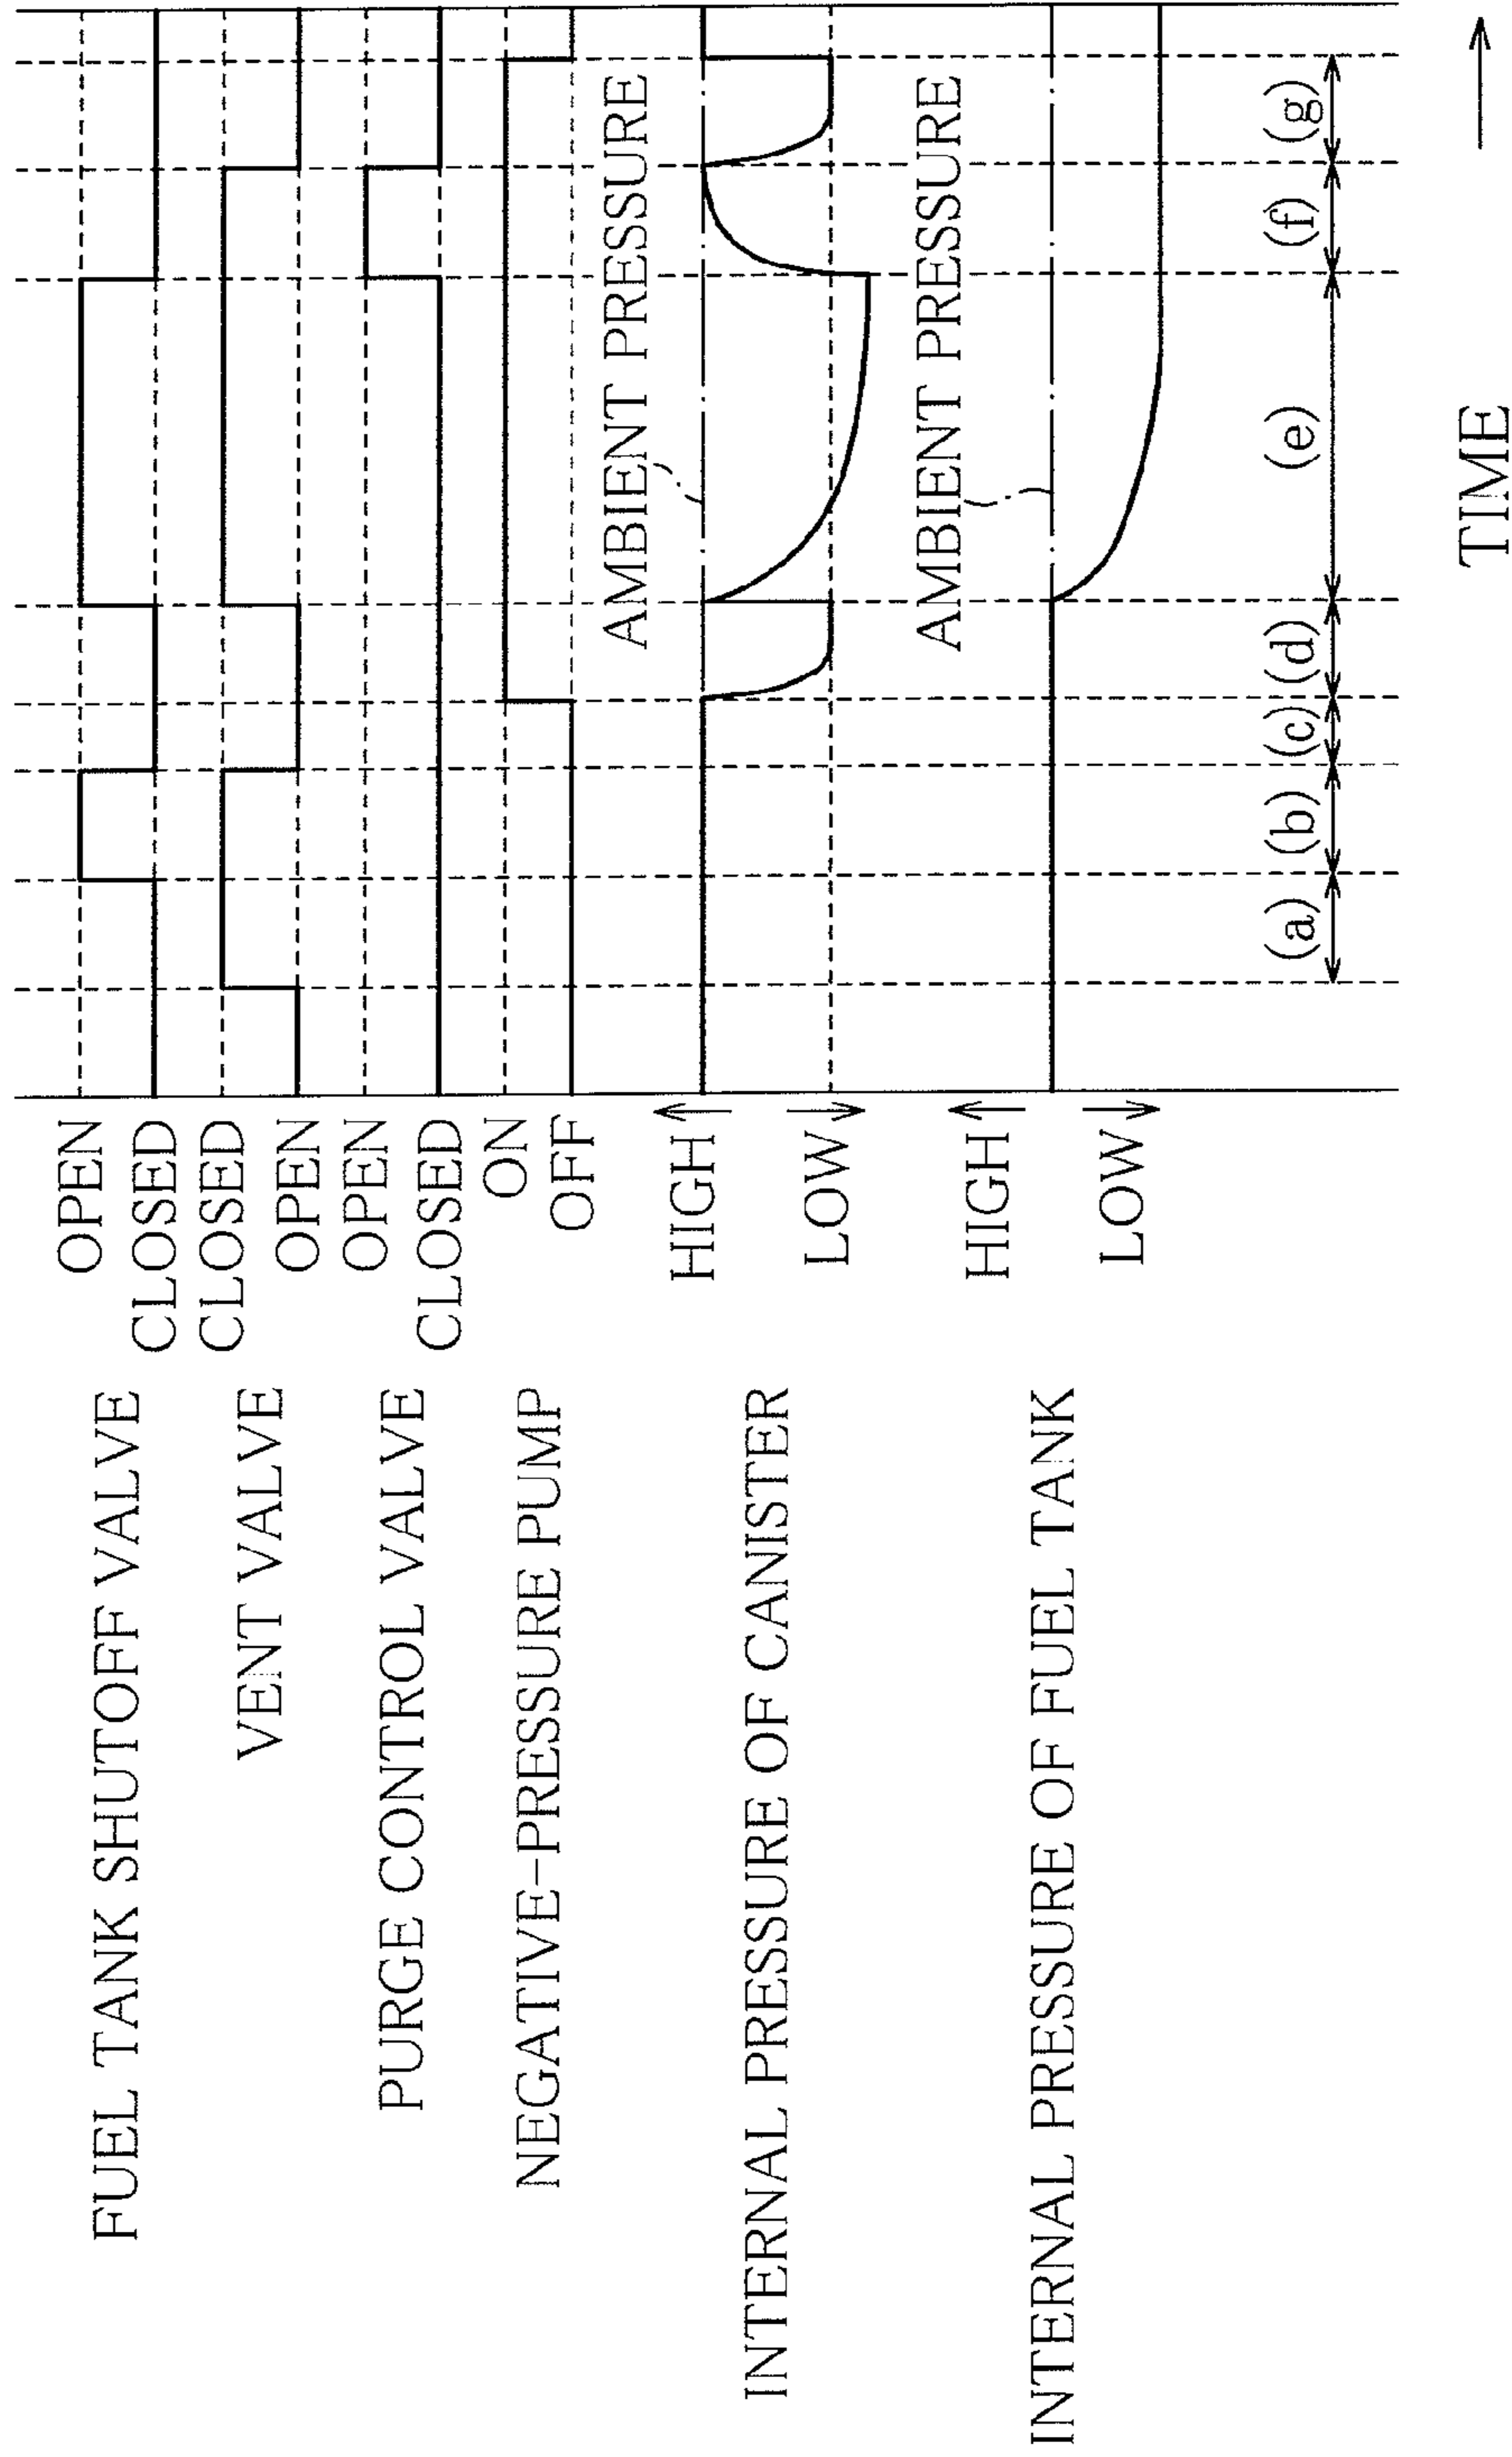 FUEL TANK SHUTOFF VALVE
OPEN
CLOSED
VENT VALVE
CLOSED
OPEN
PURGE CONTROL VALVE
OPEN
CLOSED
NEGATIVE-PRESSURE PUMP
ON
OFF
INTERNAL PRESSURE OF CANISTER
HIGH
LOW
AMBIENT PRESSURE
INTERNAL PRESSURE OF FUEL TANK
HIGH
LOW
AMBIENT PRESSURE
(a) (b) (c) (d) (e) (f) (g)
TIME